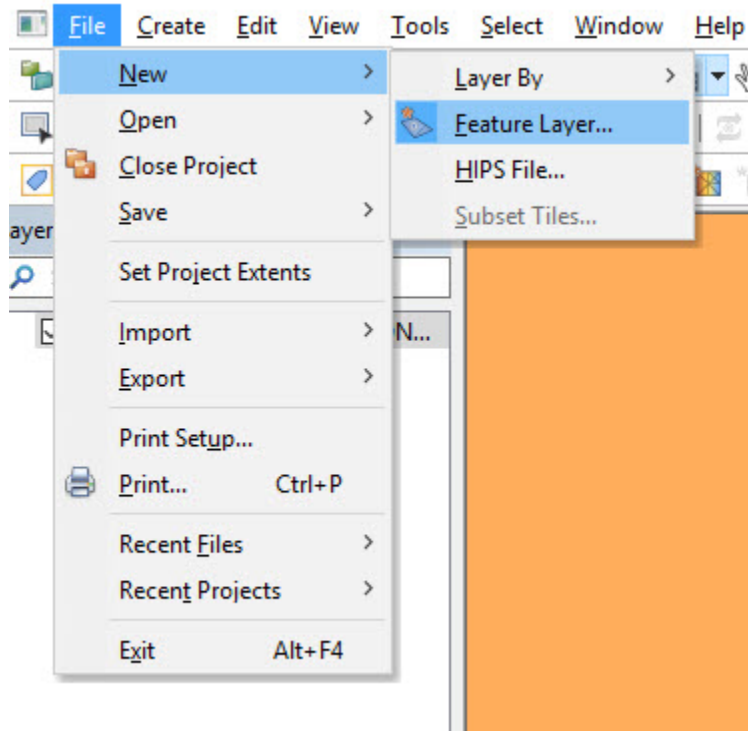 File Create Edit View Tools Select Window Help
New
Layer By
Open
Feature Layer...
Close Project
HIPS File...
Save
Subset Tiles...
ayer
Set Project Extents
Import
N...
Export
Print Setup...
Print... Ctrl+P
Recent Files
Recent Projects
Exit Alt+F4